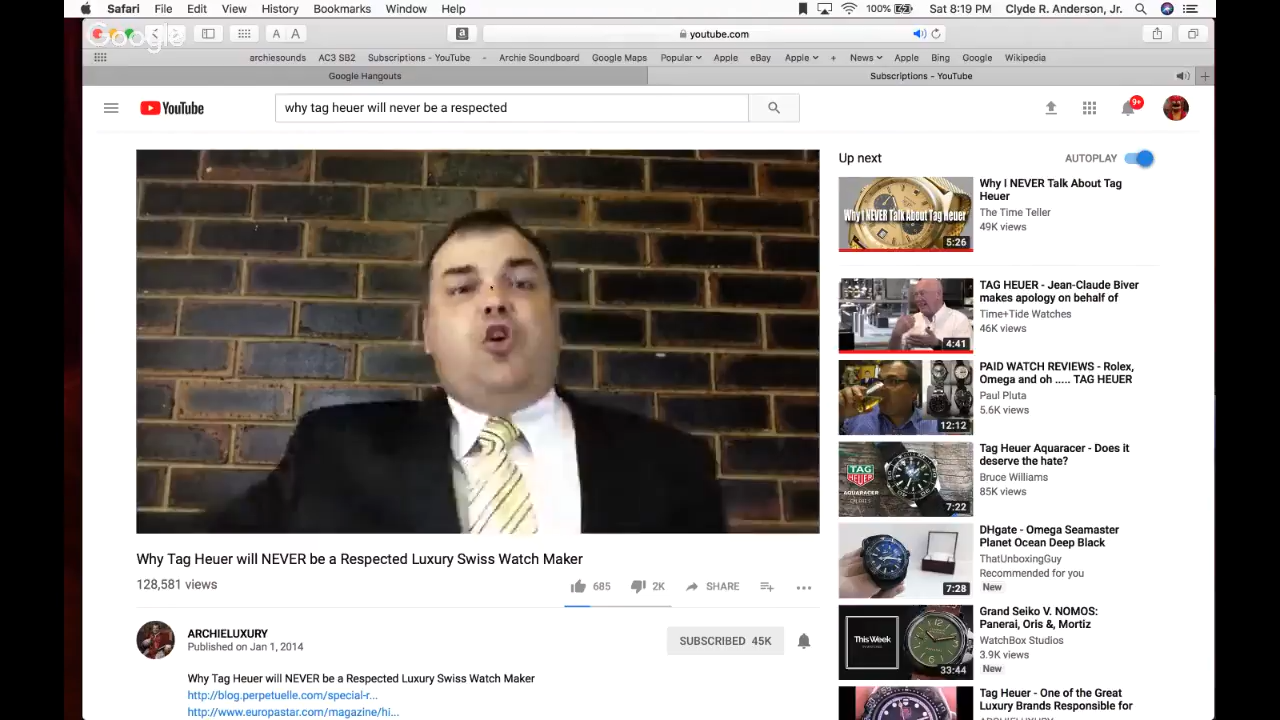 Safari File Edit View History Bookmarks Window Help 100% Sat 8:19 PM Clyde R. Anderson, Jr.
Google
A A a youtube.com
archiesounds AC3 SB2 Subscriptions - YouTube - Archie Soundboard Google Maps Popular Apple eBay Apple + News Apple Bing Google Wikipedia
Google Hangouts Subscriptions - YouTube +
YouTube why tag heuer will never be a respected 9+
Up next AUTOPLAY
Why I NEVER Talk About Tag Heuer
5:26
Why I NEVER Talk About Tag
Heuer
The Time Teller
49K views
4:41
TAG HEUER - Jean-Claude Biver
makes apology on behalf of
Time+Tide Watches
46K views
12:12
PAID WATCH REVIEWS - Rolex,
Omega and oh ..... TAG HEUER
Paul Pluta
5.6K views
TAG
HEUER
AQUARACER
7:22
Tag Heuer Aquaracer - Does it
deserve the hate?
Bruce Williams
85K views
7:28
DHgate - Omega Seamaster
Planet Ocean Deep Black
ThatUnboxingGuy
Recommended for you
New
This Week
33:44
Grand Seiko V. NOMOS:
Panerai, Oris &, Mortiz
WatchBox Studios
3.9K views
New
Tag Heuer - One of the Great
Luxury Brands Responsible for
ARCHIELUXURY
Why Tag Heuer will NEVER be a Respected Luxury Swiss Watch Maker
128,581 views
685 2K SHARE
ARCHIELUXURY
Published on Jan 1, 2014
SUBSCRIBED 45K
Why Tag Heuer will NEVER be a Respected Luxury Swiss Watch Maker
http://blog.perpetuelle.com/special-r...
http://www.europastar.com/magazine/hi...